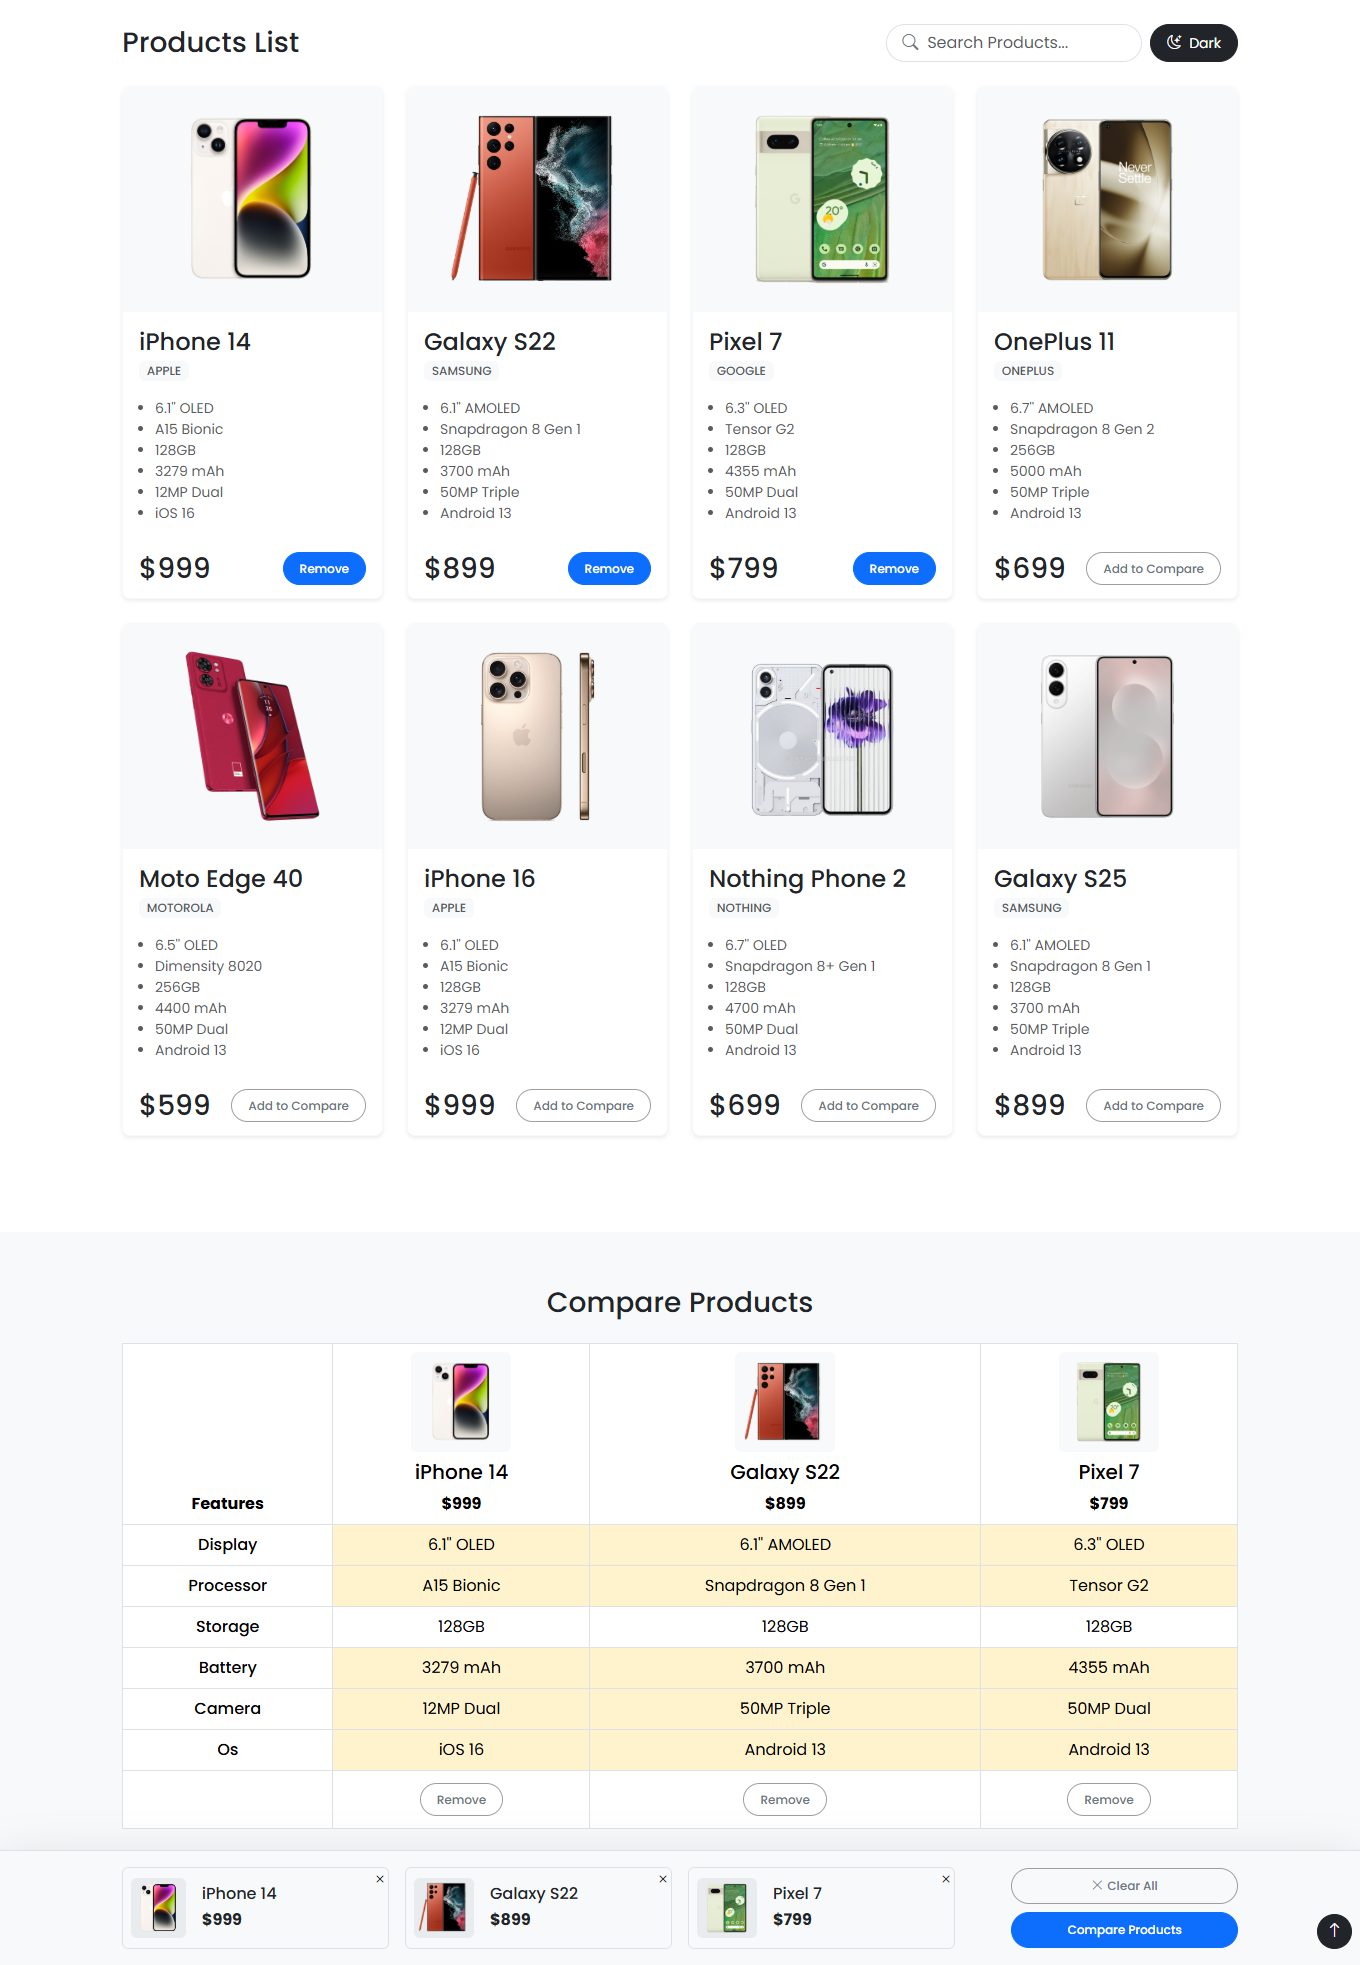 Products List
Search Products...
Dark
Never
Settle
20°
iPhone 14
APPLE
6.1" OLED
A15 Bionic
128GB
3279 mAh
12MP Dual
iOS 16
$999
Remove
Galaxy S22
SAMSUNG
6.1" AMOLED
Snapdragon 8 Gen 1
128GB
3700 mAh
50MP Triple
Android 13
$899
Remove
Pixel 7
GOOGLE
6.3" OLED
Tensor G2
128GB
4355 mAh
50MP Dual
Android 13
$799
Remove
OnePlus 11
ONEPLUS
6.7" AMOLED
Snapdragon 8 Gen 2
256GB
5000 mAh
50MP Triple
Android 13
$699
Add to Compare
Moto Edge 40
MOTOROLA
6.5" OLED
Dimensity 8020
256GB
4400 mAh
50MP Dual
Android 13
$599
Add to Compare
iPhone 16
APPLE
6.1" OLED
A15 Bionic
128GB
3279 mAh
12MP Dual
iOS 16
$999
Add to Compare
Nothing Phone 2
NOTHING
6.7" OLED
Snapdragon 8+ Gen 1
128GB
4700 mAh
50MP Dual
Android 13
$699
Add to Compare
Galaxy S25
SAMSUNG
6.1" AMOLED
Snapdragon 8 Gen 1
128GB
3700 mAh
50MP Triple
Android 13
$899
Add to Compare
Compare Products
iPhone 14 Galaxy S22 Pixel 7
Features $999 $899 $799
Display 6.1" OLED 6.1" AMOLED 6.3" OLED
Processor A15 Bionic Snapdragon 8 Gen 1 Tensor G2
Storage 128GB 128GB 128GB
Battery 3279 mAh 3700 mAh 4355 mAh
Camera 12MP Dual 50MP Triple 50MP Dual
Os iOS 16 Android 13 Android 13
Remove Remove Remove
iPhone 14
$999
Galaxy S22
$899
Pixel 7
$799
Clear All
Compare Products